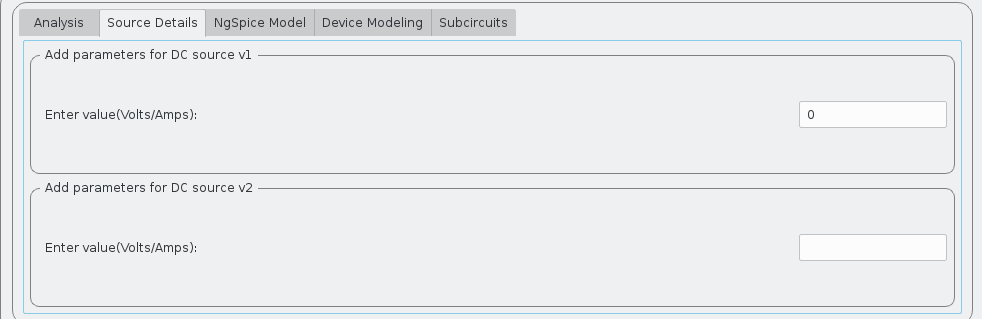 Analysis Source Details NgSpice Model Device Modeling Subcircuits
Add parameters for DC source v1
Enter value(Volts/Amps): 0
Add parameters for DC source v2
Enter value(Volts/Amps):